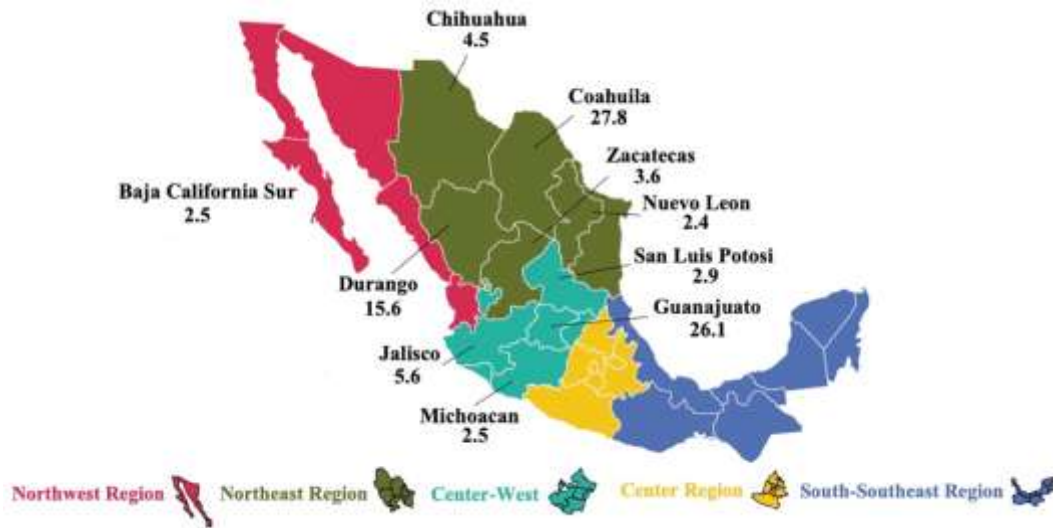 Chihuahua
4.5
Coahuila
27.8
Zacatecas
3.6
Baja California Sur
2.5
Nuevo Leon
2.4
San Luis Potosi
2.9
Durango
15.6
Guanajuato
26.1
Jalisco
5.6
Michoacan
2.5
Northwest Region
Northeast Region
Center-West
Center Region
South-Southeast Region